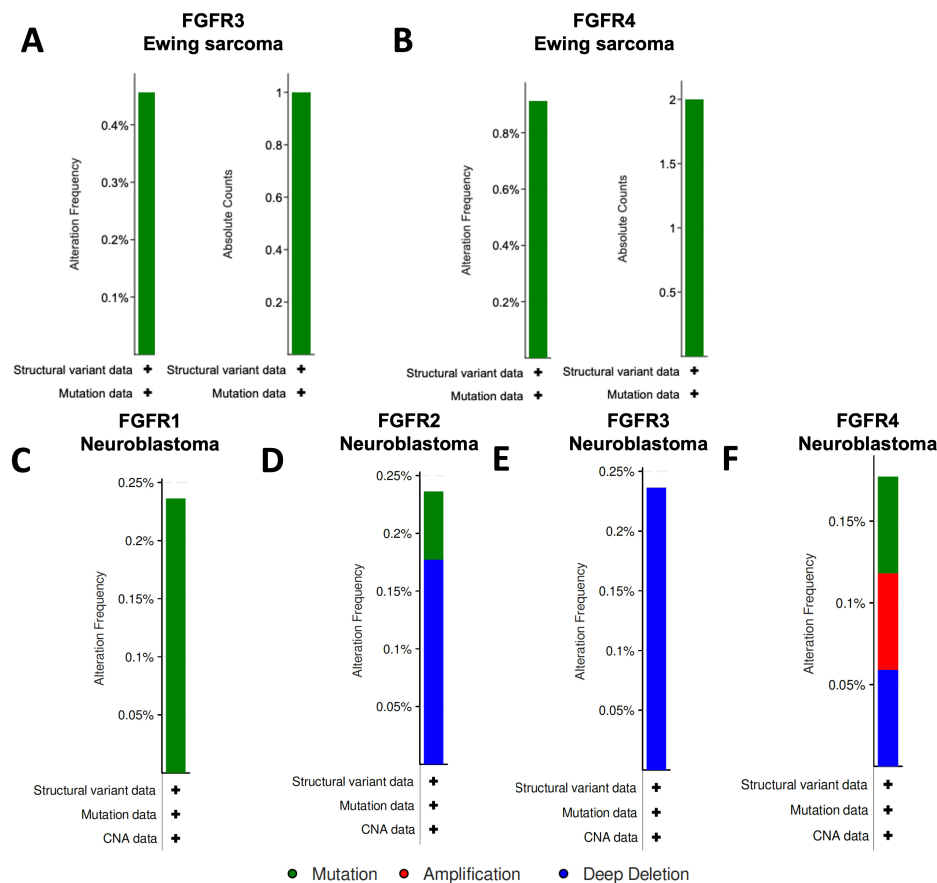 A
FGFR3
Ewing sarcoma
Alteration Frequency
0.4%
0.3%
0.2%
0.1%
Structural variant data
Mutation data
Absolute Counts
1
0.8
0.6
0.4
0.2
Structural variant data
Mutation data
B
FGFR4
Ewing sarcoma
Alteration Frequency
0.8%
0.6%
0.4%
0.2%
Structural variant data
Mutation data
Absolute Counts
2
1.5
1
0.5
Structural variant data
Mutation data
C
FGFR1
Neuroblastoma
Alteration Frequency
0.25%
0.2%
0.15%
0.1%
0.05%
Structural variant data
Mutation data
CNA data
D
FGFR2
Neuroblastoma
Alteration Frequency
0.25%
0.2%
0.15%
0.1%
0.05%
Structural variant data
Mutation data
CNA data
E
FGFR3
Neuroblastoma
Alteration Frequency
0.25%
0.2%
0.15%
0.1%
0.05%
Structural variant data
Mutation data
CNA data
F
FGFR4
Neuroblastoma
Alteration Frequency
0.15%
0.1%
0.05%
Structural variant data
Mutation data
CNA data
Mutation
Amplification
Deep Deletion